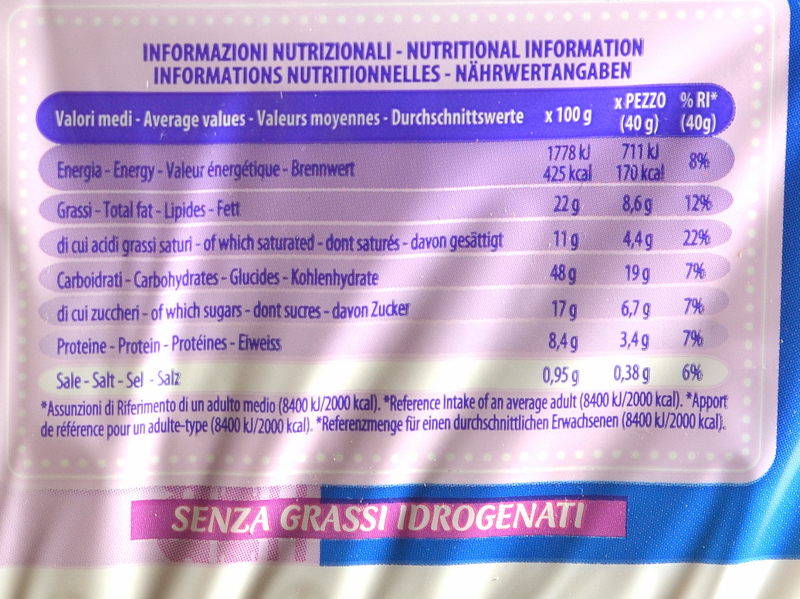 INFORMAZIONI NUTRIZIONALI - NUTRITIONAL INFORMATION
INFORMATIONS NUTRITIONNELLES - NÄHRWERTANGABEN
Valori medi - Average values - Valeurs moyennes - Durchschnittswerte x 100 g x PEZZO (40 g) % RI* (40g)
Energia - Energy - Valeur énergétique - Brennwert 1778 kJ 425 kcal 711 kJ 170 kcal 8%
Grassi - Total fat - Lipides - Fett 22 g 8,6 g 12%
di cui acidi grassi saturi - of which saturated - dont saturés - davon gesättigt 11 g 4,4 g 22%
Carboidrati - Carbohydrates - Glucides - Kohlenhydrate 48 g 19 g 7%
di cui zuccheri - of which sugars - dont sucres - davon Zucker 17 g 6,7 g 7%
Proteine - Protein - Protéines - Eiweiss 8,4 g 3,4 g 7%
Sale - Salt - Sel - Salz 0,95 g 0,38 g 6%
*Assunzioni di Riferimento di un adulto medio (8400 kJ/2000 kcal). *Reference Intake of an average adult (8400 kJ/2000 kcal). *Apport
de référence pour un adulte-type (8400 kJ/2000 kcal). *Referenzmenge für einen durchschnittlichen Erwachsenen (8400 kJ/2000 kcal).
SENZA GRASSI IDROGENATI